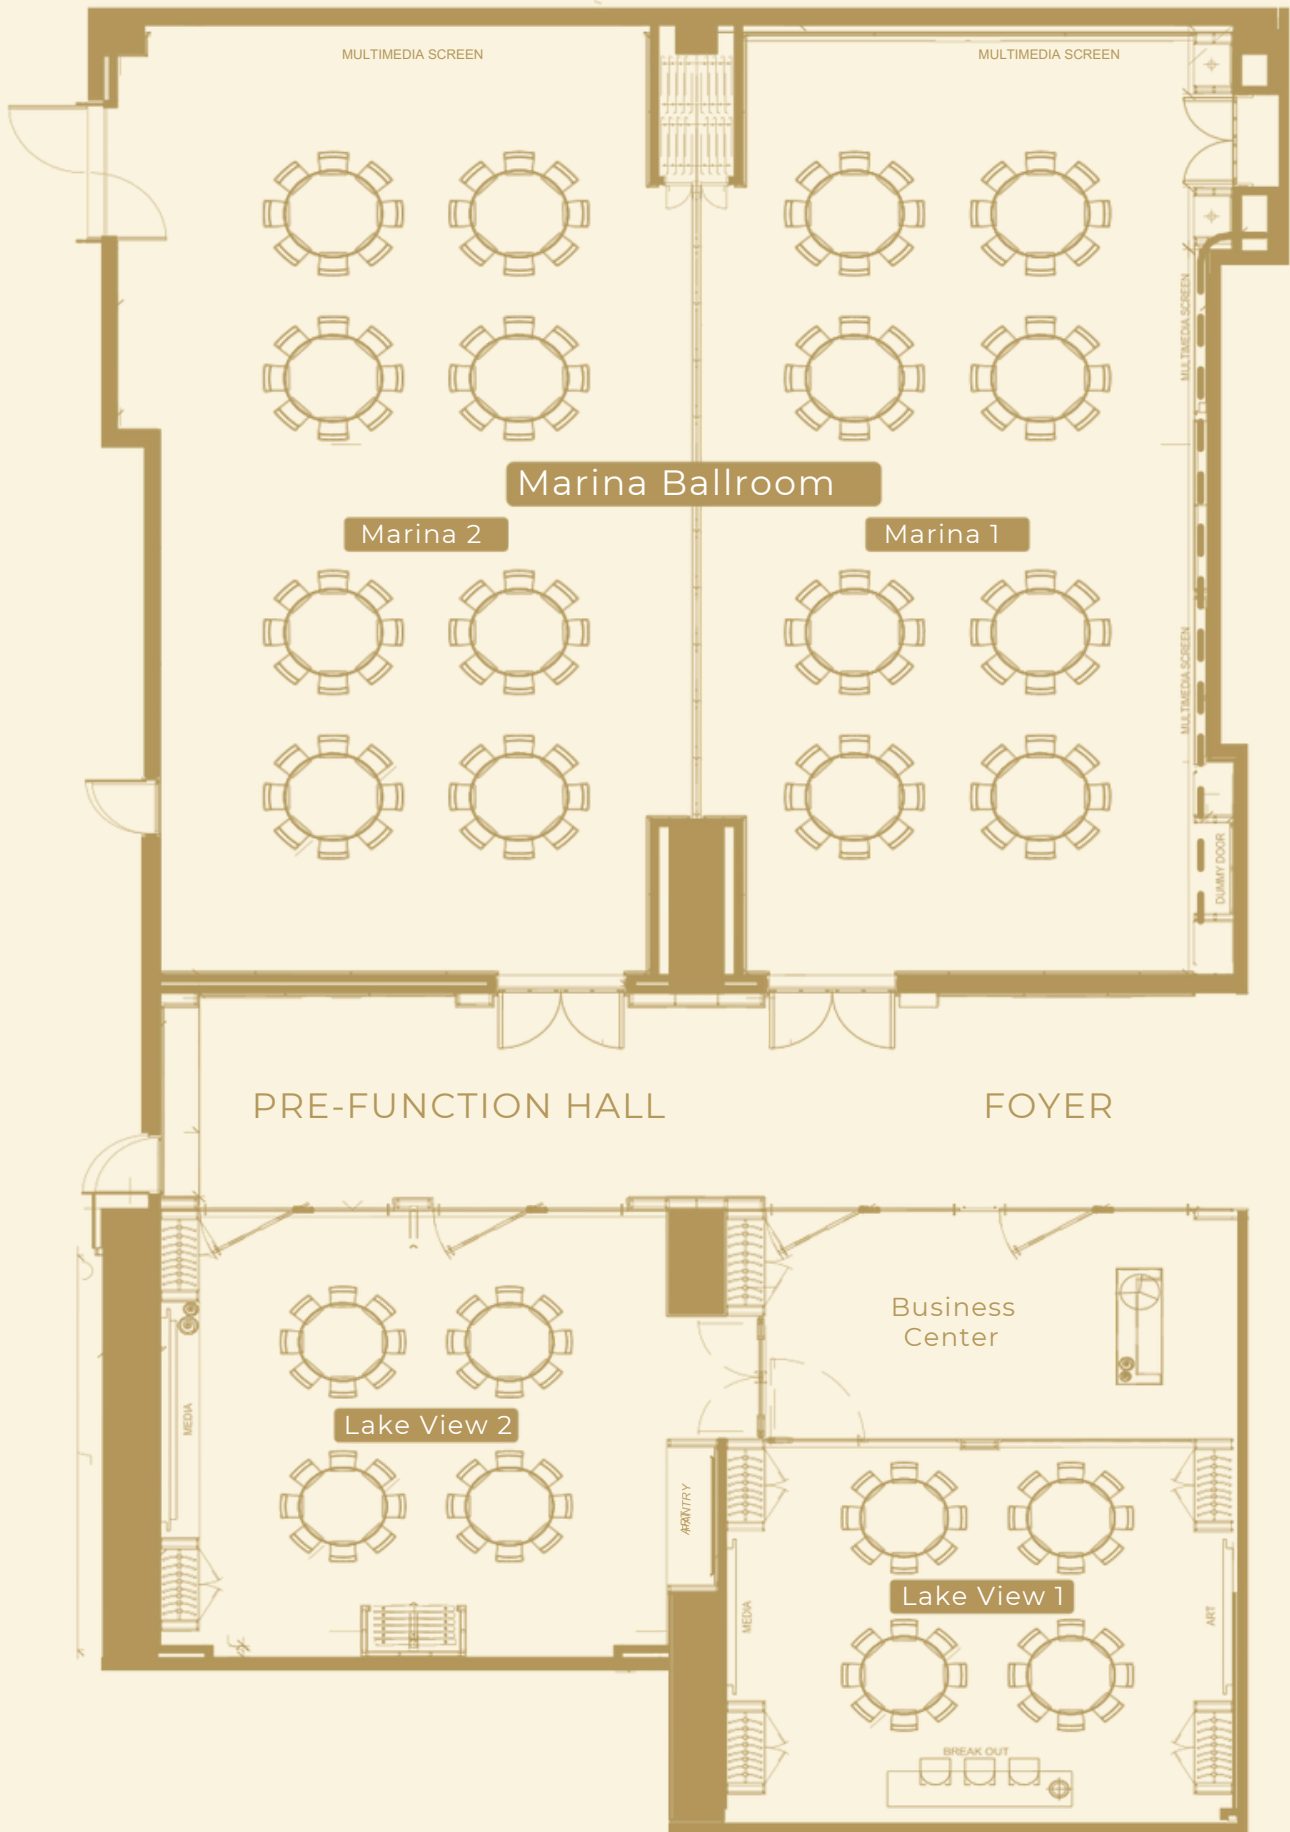 MULTIMEDIA SCREEN
MULTIMEDIA SCREEN
MULTIMEDIA SCREEN
Marina Ballroom
Marina 2
Marina 1
MULTIMEDIA SCREEN
DUMMY DOOR
PRE-FUNCTION HALL
FOYER
Business
Center
MEDIA
Lake View 2
PANTRY
Lake View 1
MEDIA
ART
BREAK OUT